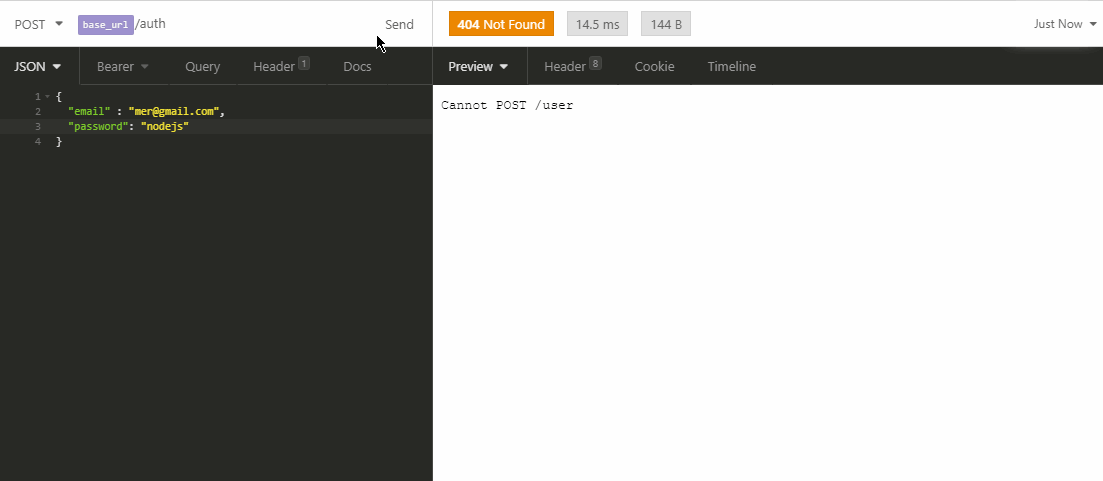 POST base_url/auth Send
404 Not Found 14.5 ms 144 B Just Now
JSON Bearer Query Header 1 Docs
Preview Header 8 Cookie Timeline
1 {
2 "email" : "mer@gmail.com",
3 "password": "nodejs"
4 }
Cannot POST /user